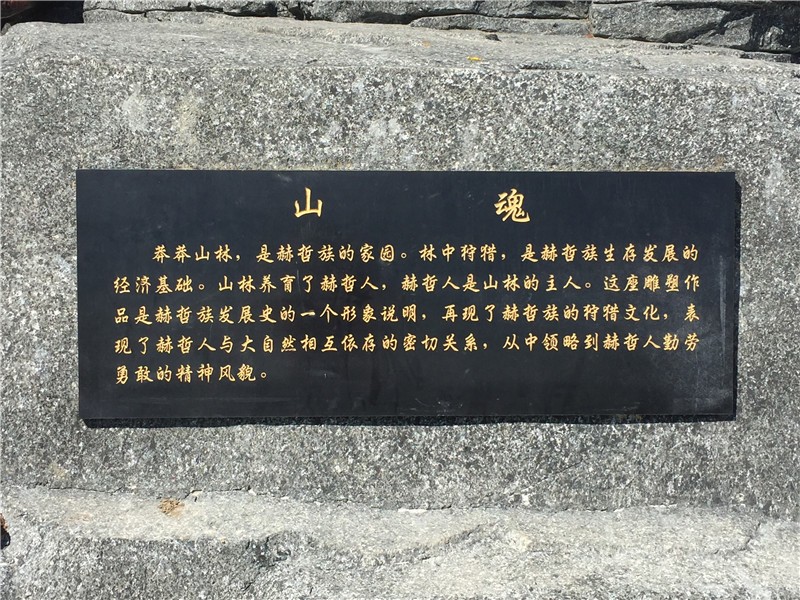 山 魂
莽莽山林，是赫哲族的家园。林中狩猎，是赫哲族生存发展的
经济基础。山林养育了赫哲人，赫哲人是山林的主人。这座雕塑作
品是赫哲族发展史的一个形象说明，再现了赫哲族的狩猎文化，表
现了赫哲人与大自然相互依存的密切关系，从中领略到赫哲人勤劳
勇敢的精神风貌。